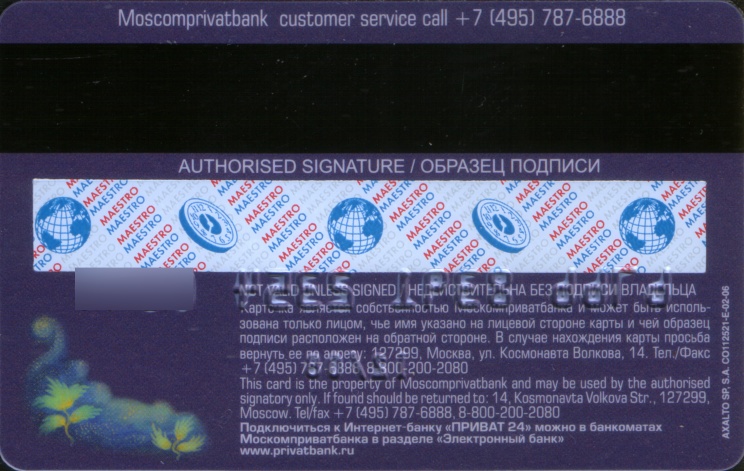 Moscomprivatbank customer service call +7 (495) 787-6888
AUTHORISED SIGNATURE / ОБРАЗЕЦ ПОДПИСИ
MAESTRO MAESTRO MAESTRO MAESTRO
NOT VALID UNLESS SIGNED / НЕДЕЙСТВИТЕЛЬНА БЕЗ ПОДПИСИ ВЛАДЕЛЬЦА
Карточка является собственностью Москомприватбанка и может быть исполь-
зована только лицом, чье имя указано на лицевой стороне карты и чей образец
подписи расположен на обратной стороне. В случае нахождения карты просьба
вернуть ее по адресу: 127299, Москва, ул. Космонавта Волкова, 14. Тел./Факс
+7 (495) 787-6888, 8-800-200-2080
This card is the property of Moscomprivatbank and may be used by the authorised
signatory only. If found should be returned to: 14, Kosmonavta Volkova Str., 127299,
Moscow. Tel/fax +7 (495) 787-6888, 8-800-200-2080
Подключиться к Интернет-банку «ПРИВАТ 24» можно в банкоматах
Москомприватбанка в разделе «Электронный банк»
www.privatbank.ru
AXALTO SP, S.A. CO112521-E-02-06